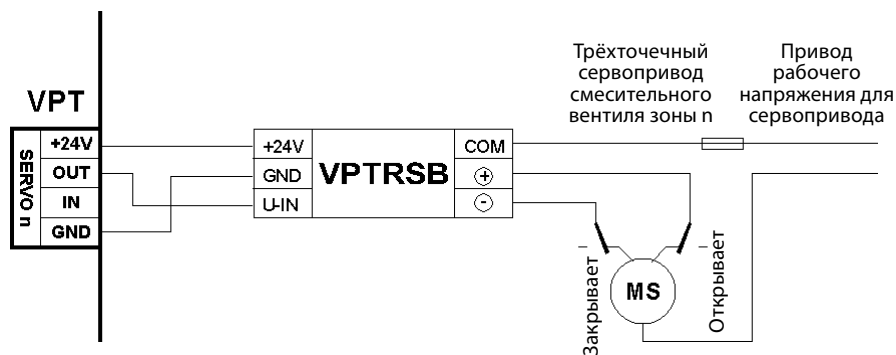 Трёхточечный
сервопривод
смесительного
вентиля зоны n
Привод
рабочего
напряжения для
сервопривода
VPT
SERVO n
+24V
OUT
IN
GND
+24V
GND
U-IN
VPTRSB
COM
+
-
Закрывает
MS
Открывает